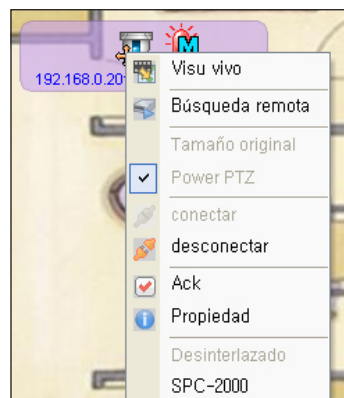 M
192.168.0.20
Visu vivo
Búsqueda remota
Tamaño original
Power PTZ
conectar
desconectar
Ack
Propiedad
Desinterlazado
SPC-2000